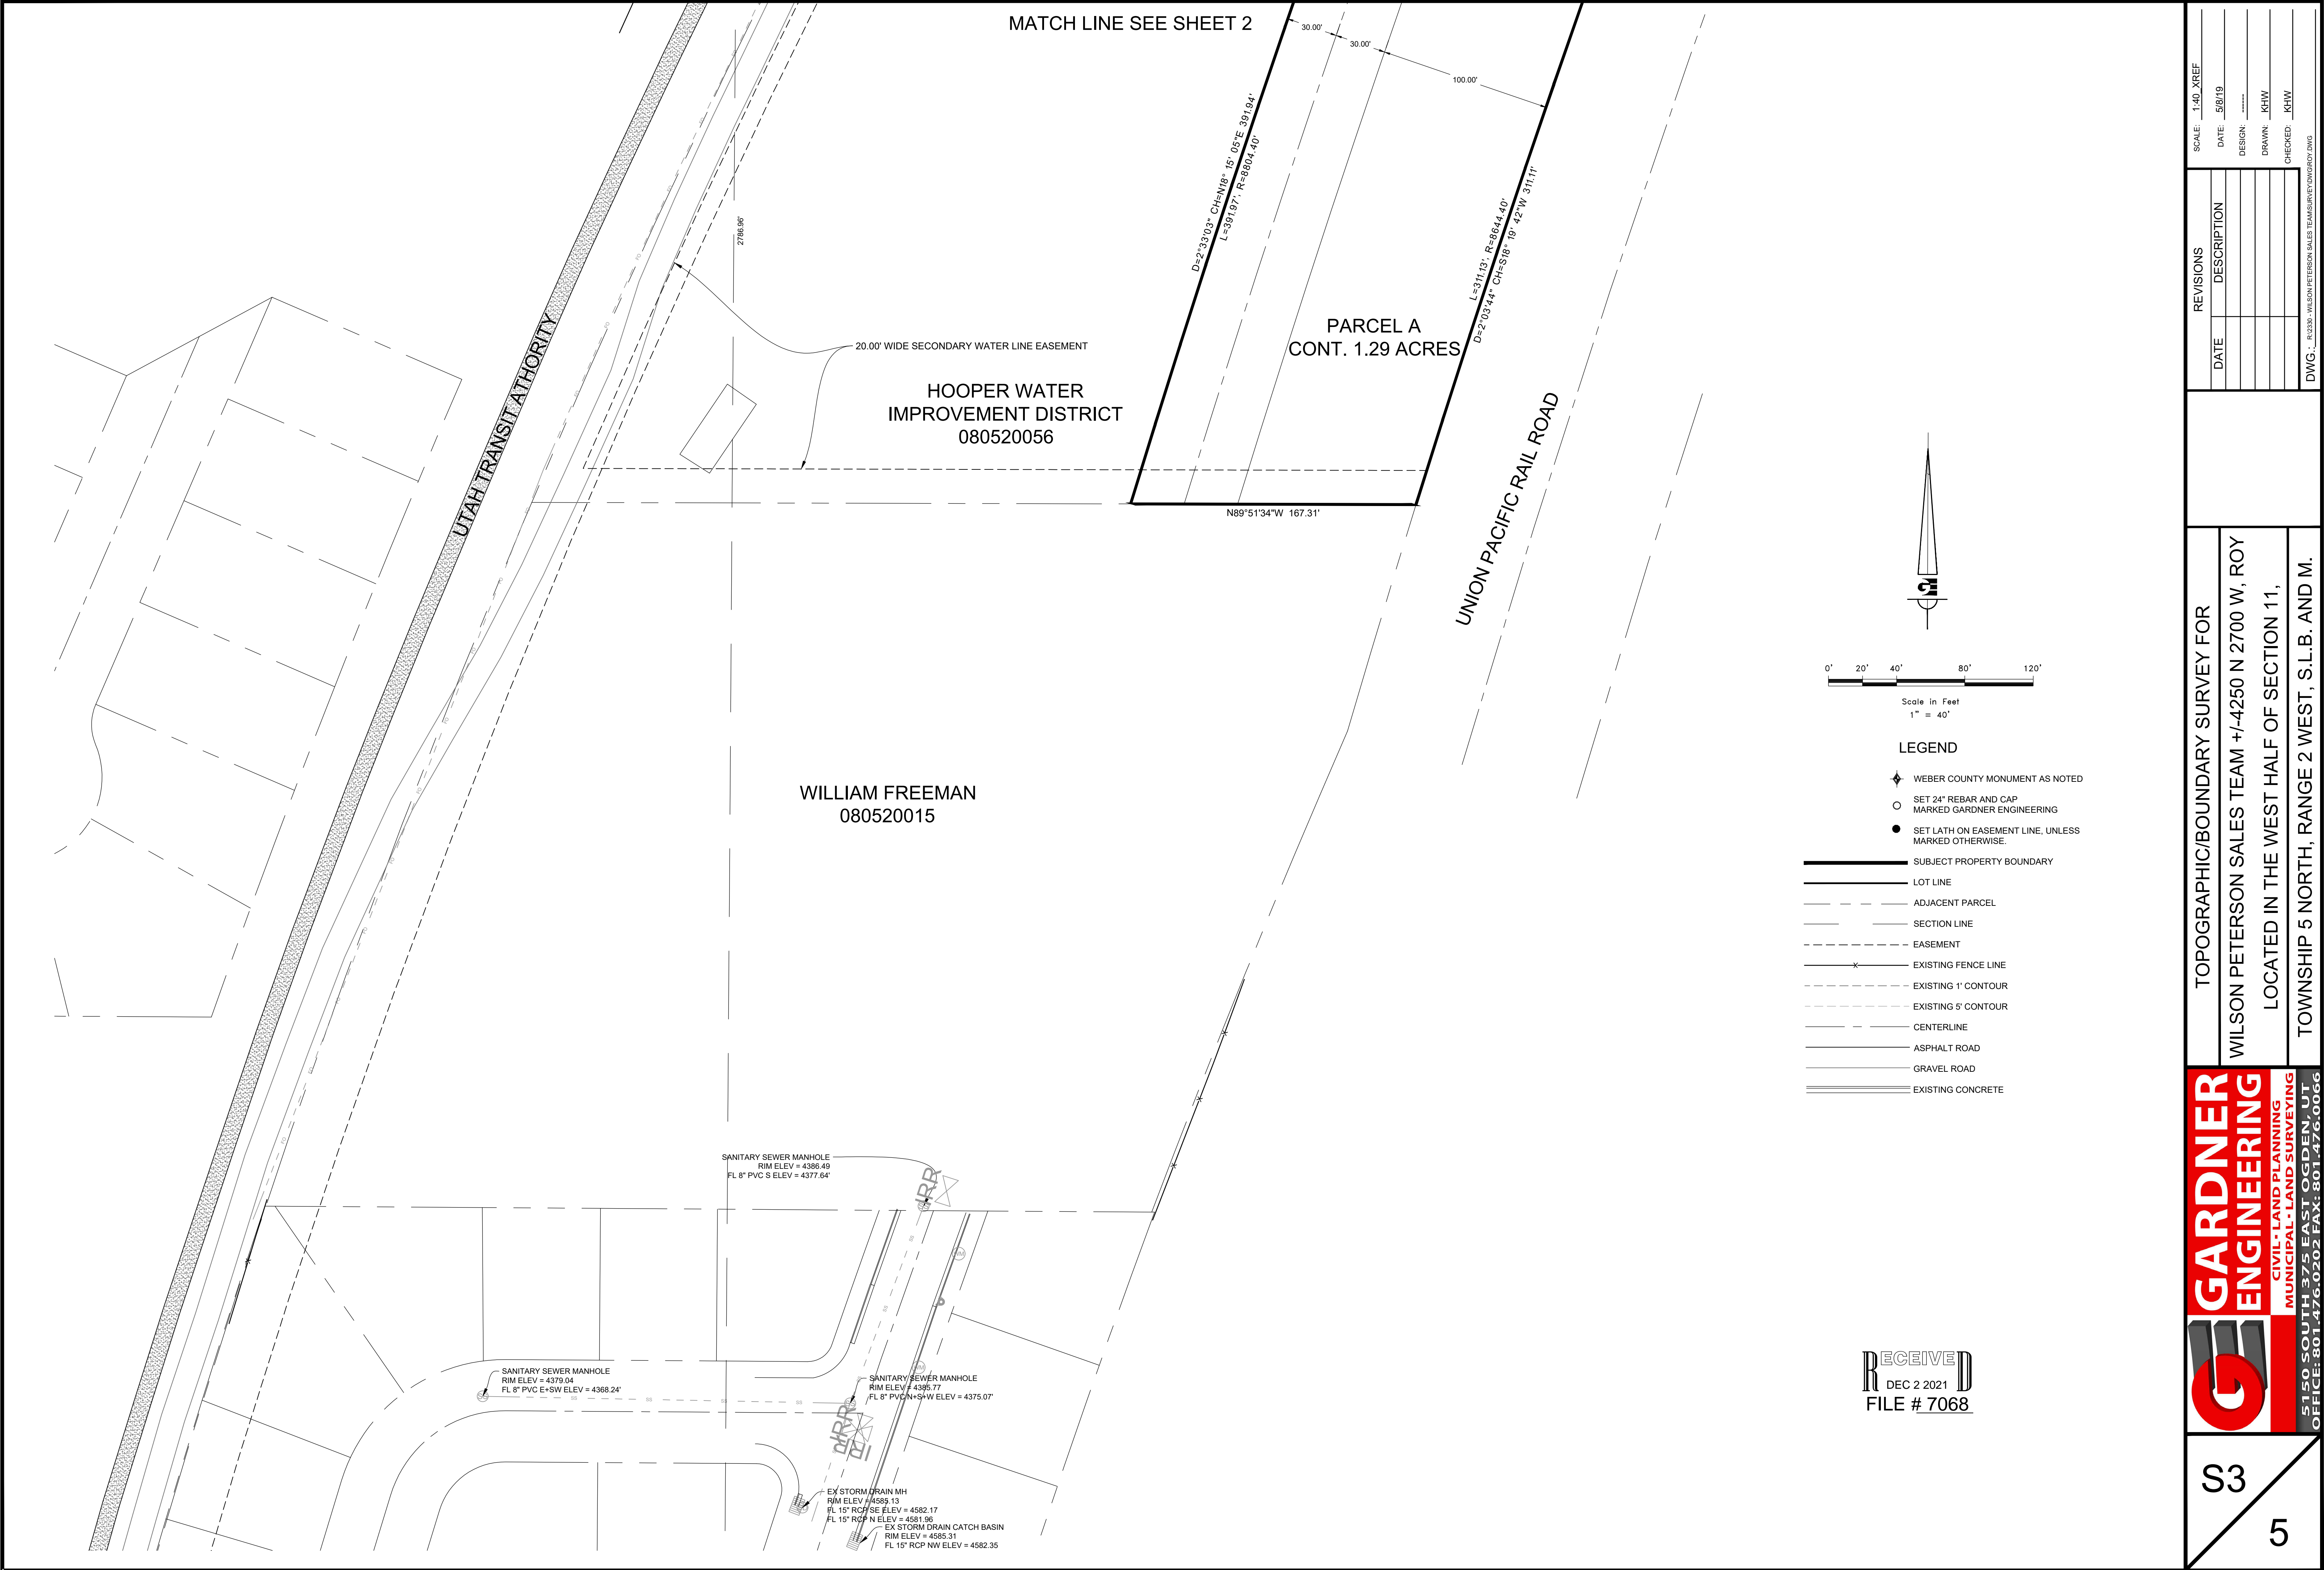 MATCH LINE SEE SHEET 2
30.00'
30.00'
100.00'
2786.96'
D=2°33'03" CH=N18° 15' 05"E 391.94'
L=391.97', R=8804.40'
L=311.13', R=8644.40'
D=2°03'44" CH=S18° 19' 42"W 311.11'
PARCEL A
CONT. 1.29 ACRES
20.00' WIDE SECONDARY WATER LINE EASEMENT
HOOPER WATER
IMPROVEMENT DISTRICT
080520056
UTAH TRANSIT ATHORITY
N89°51'34"W 167.31'
UNION PACIFIC RAIL ROAD
WILLIAM FREEMAN
080520015
SANITARY SEWER MANHOLE
RIM ELEV = 4386.49
FL 8" PVC S ELEV = 4377.64'
IRR
SANITARY SEWER MANHOLE
RIM ELEV = 4379.04
FL 8" PVC E+SW ELEV = 4368.24'
SANITARY SEWER MANHOLE
RIM ELEV = 4385.77
FL 8" PVC N+S+W ELEV = 4375.07'
IRR
EX STORM DRAIN MH
RIM ELEV = 4585.13
FL 15" RCP SE ELEV = 4582.17
FL 15" RCP N ELEV = 4581.96
EX STORM DRAIN CATCH BASIN
RIM ELEV = 4585.31
FL 15" RCP NW ELEV = 4582.35
0' 20' 40' 80' 120'
Scale in Feet
1" = 40'
LEGEND
WEBER COUNTY MONUMENT AS NOTED
SET 24" REBAR AND CAP
MARKED GARDNER ENGINEERING
SET LATH ON EASEMENT LINE, UNLESS
MARKED OTHERWISE.
SUBJECT PROPERTY BOUNDARY
LOT LINE
ADJACENT PARCEL
SECTION LINE
EASEMENT
EXISTING FENCE LINE
EXISTING 1' CONTOUR
EXISTING 5' CONTOUR
CENTERLINE
ASPHALT ROAD
GRAVEL ROAD
EXISTING CONCRETE
RECEIVED
DEC 2 2021
FILE # 7068
SCALE: 1:40_XREF
DATE: 5/8/19
DESIGN: ------
DRAWN: KHW
CHECKED: KHW
REVISIONS
DATE DESCRIPTION
DWG.: R:\2330 - WILSON PETERSON SALES TEAM\SURVEY\DWG\ROY.DWG
TOPOGRAPHIC/BOUNDARY SURVEY FOR
WILSON PETERSON SALES TEAM +/-4250 N 2700 W, ROY
LOCATED IN THE WEST HALF OF SECTION 11,
TOWNSHIP 5 NORTH, RANGE 2 WEST, S.L.B. AND M.
GARDNER
ENGINEERING
CIVIL • LAND PLANNING
MUNICIPAL • LAND SURVEYING
5150 SOUTH 375 EAST OGDEN, UT
OFFICE: 801.476.0202 FAX: 801.476.0066
S3
5